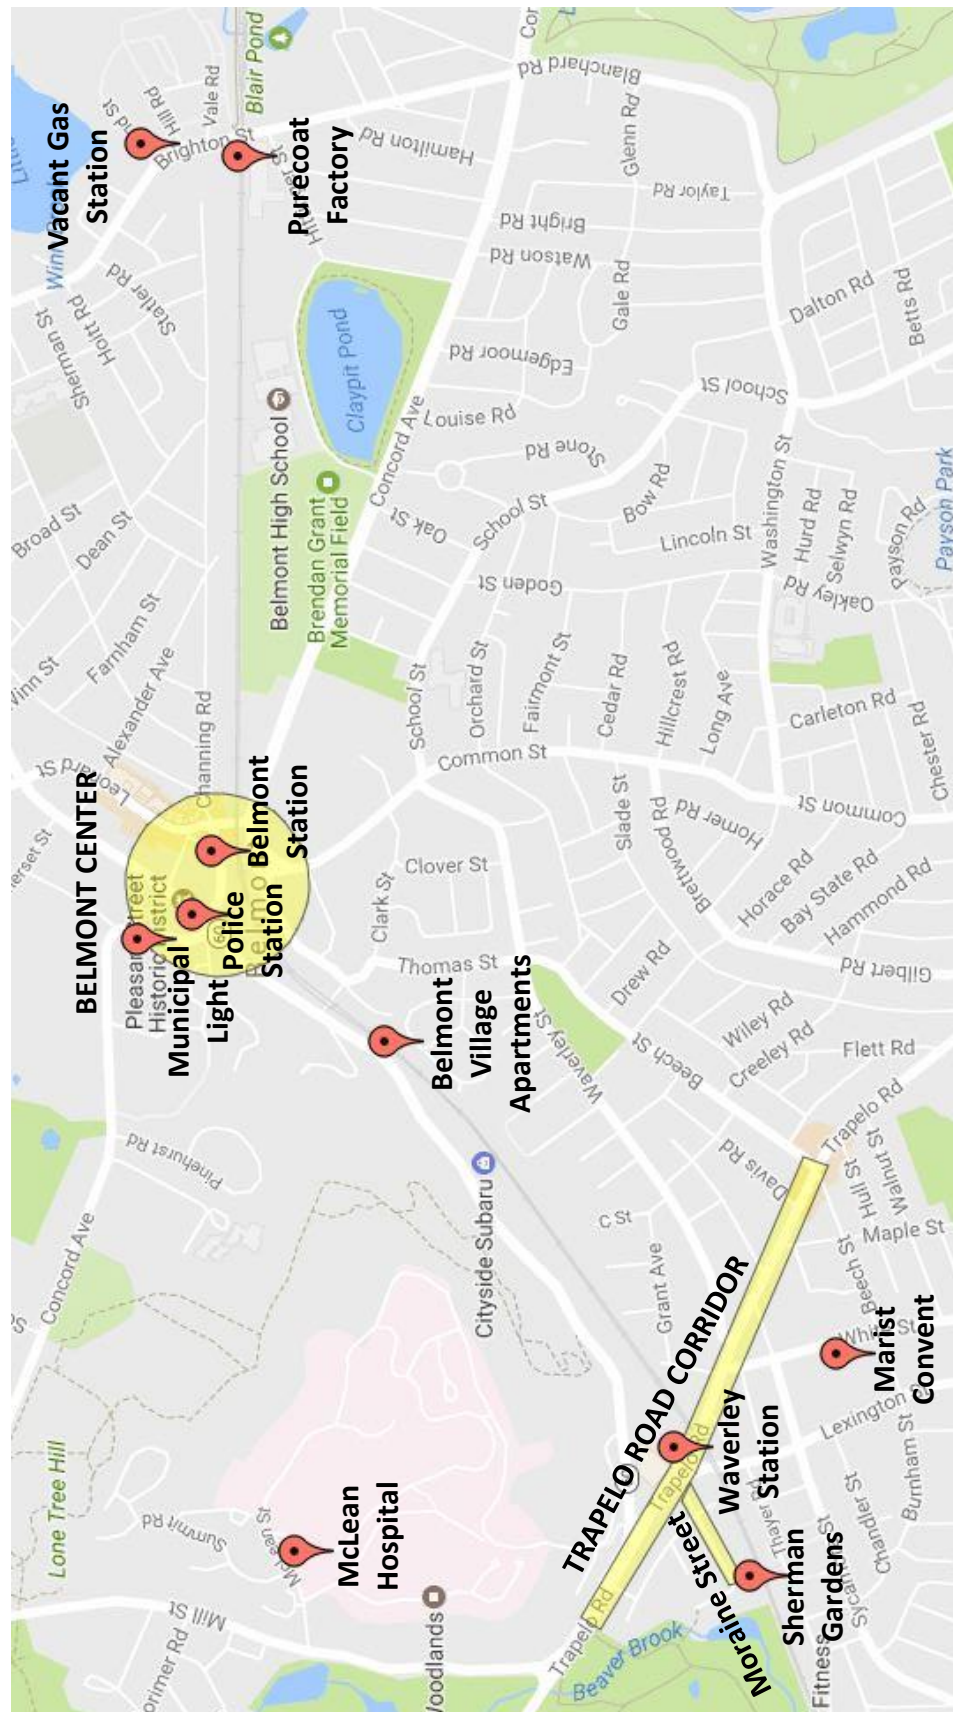 BELMONT CENTER
Vacant Gas
Station
Purecoat
Factory
Municipal
Light
Police
Station
Belmont
Station
Belmont
Village
Apartments
McLean
Hospital
TRAPELO ROAD CORRIDOR
Waverley
Station
Moraine Street
Sherman
Gardens
Marist
Convent
Lone Tree Hill
Concord Ave
Pinehurst Rd
Summit Rd
McLean St
Mill St
Trapelo Rd
Beaver Brook
Trapelo Rd
Thayer Rd
Fitness
Chandler St
Burnham St
Lexington St
White St
Beech St
Maple St
Hull St
Walnut St
Trapelo Rd
Davis Rd
C St
Grant Ave
Cityside Subaru
Waverley St
Beech St
Creeley Rd
Wiley Rd
Flett Rd
Drew Rd
Gilbert Rd
Hammond Rd
Bay State Rd
Horace Rd
Brettwood Rd
Homer Rd
Slade St
Thomas St
Clark St
Clover St
Common St
Common St
Chester Rd
Carleton Rd
Long Ave
Hillcrest Rd
Cedar Rd
Fairmont St
Orchard St
School St
Goden St
School St
Oak St
Lincoln St
Bow Rd
Stone Rd
Louise Rd
Washington St
Hurd Rd
Selwyn Rd
Oakley Rd
Payson Rd
Payson Park
School St
Edgemoor Rd
Gale Rd
Watson Rd
Bright Rd
Taylor Rd
Glenn Rd
Dalton Rd
Betts Rd
Blanchard Rd
Hamilton Rd
Concord Ave
Claypit Pond
Belmont High School
Brendan Grant
Memorial Field
Channing Rd
Alexander Ave
Farnham St
Dean St
Broad St
Sherman St
Hoitt Rd
Statler Rd
Brighton St
Hill Rd
Vale Rd
Blair Pond
60